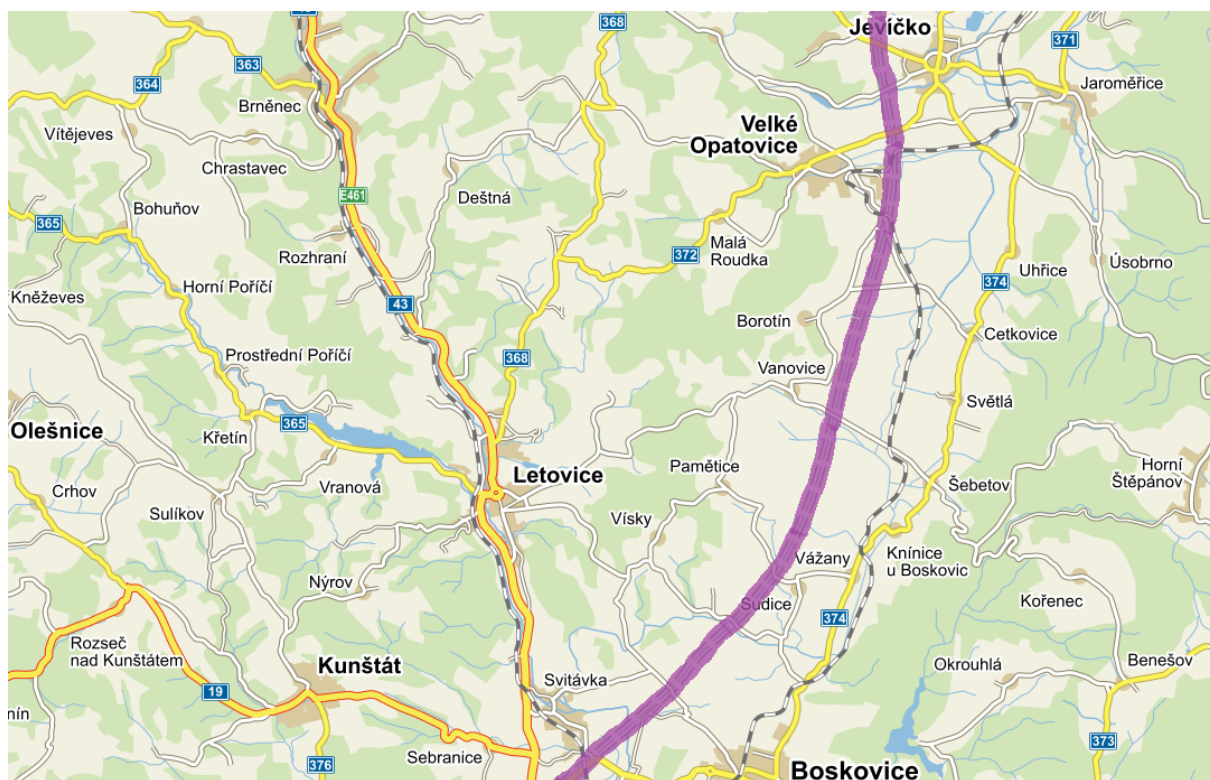 368
Jevíčko
371
363
364
Brněnec
Jaroměřice
Velké
Opatovice
Vítějeves
Chrastavec
E461
Deštná
Bohuňov
365
Malá
Roudka
372
Rozhraní
Uhřice
Úsobrno
374
Horní Poříčí
Kněževes
43
Borotín
Cetkovice
Prostřední Poříčí
368
Vanovice
Světlá
Olešnice
365
Křetín
Letovice
Pamětice
Horní
Štěpánov
Crhov
Vranová
Šebetov
Sulíkov
Vísky
Vážany
Knínice
u Boskovic
Nýrov
Sudice
374
Kořenec
Rozseč
nad Kunštátem
Kunštát
Okrouhlá
Benešov
19
Svitávka
nín
Sebranice
376
373
Boskovice